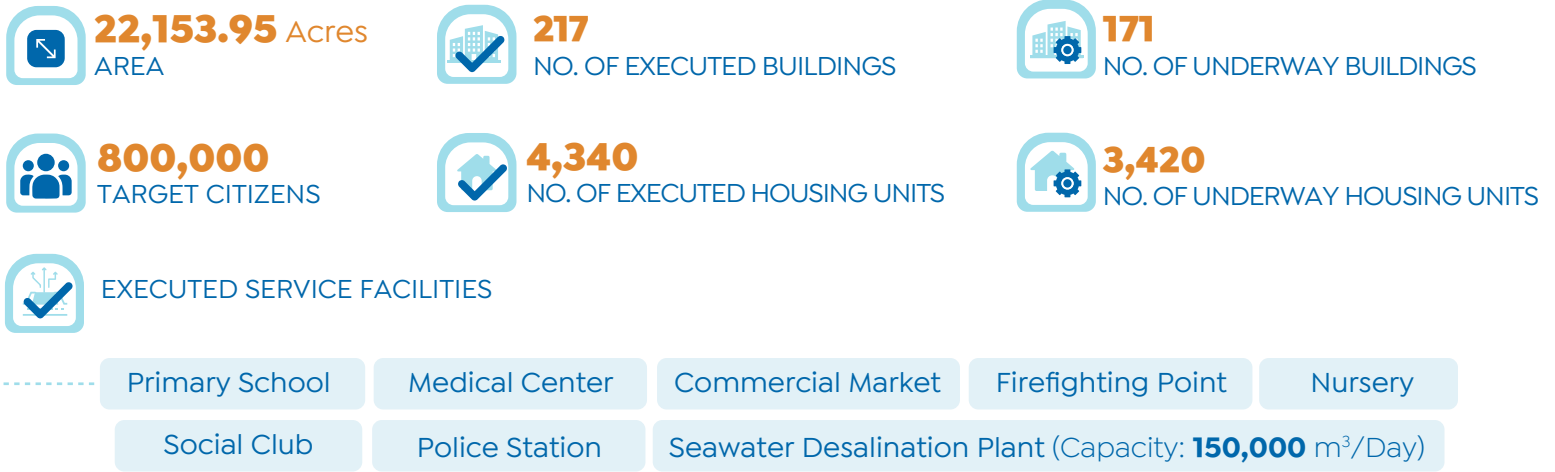 22,153.95 Acres
AREA
217
NO. OF EXECUTED BUILDINGS
171
NO. OF UNDERWAY BUILDINGS
800,000
TARGET CITIZENS
4,340
NO. OF EXECUTED HOUSING UNITS
3,420
NO. OF UNDERWAY HOUSING UNITS
EXECUTED SERVICE FACILITIES
Primary School
Medical Center
Commercial Market
Firefighting Point
Nursery
Social Club
Police Station
Seawater Desalination Plant (Capacity: 150,000 m³/Day)